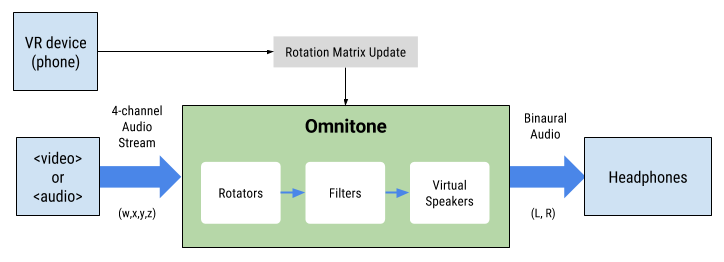 VR device
(phone)
Rotation Matrix Update
4-channel
Audio
Stream
Omnitone
Binaural
Audio
<video>
or
<audio>
Rotators
Filters
Virtual
Speakers
Headphones
(w,x,y,z)
(L, R)